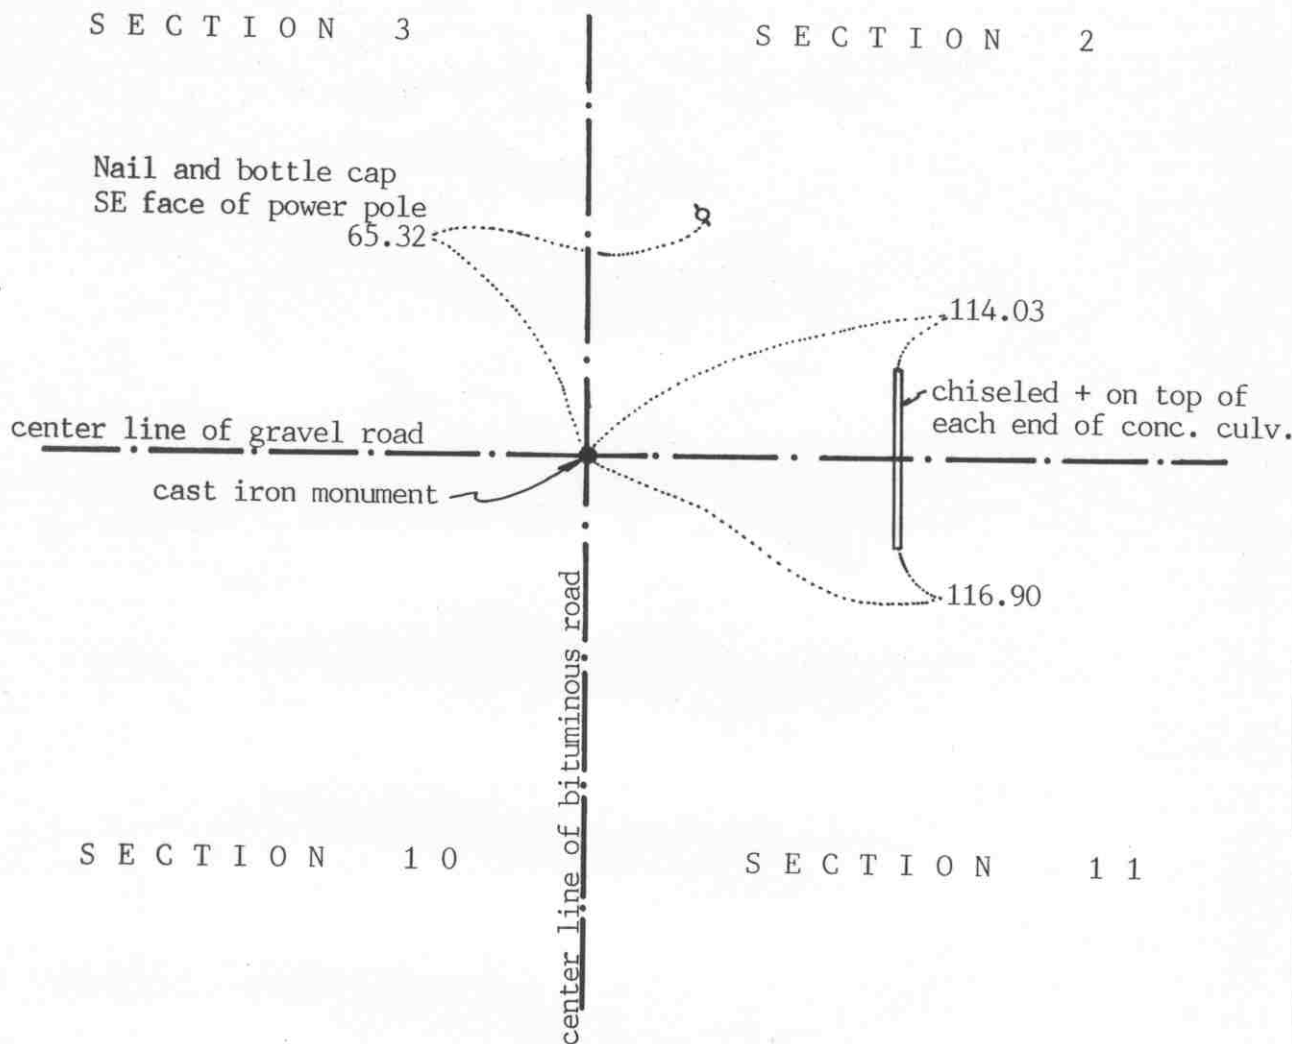 SECTION 3
SECTION 2
Nail and bottle cap
SE face of power pole
65.32
114.03
chiseled + on top of
each end of conc. culv.
center line of gravel road
cast iron monument
116.90
center line of bituminous road
SECTION 10
SECTION 11